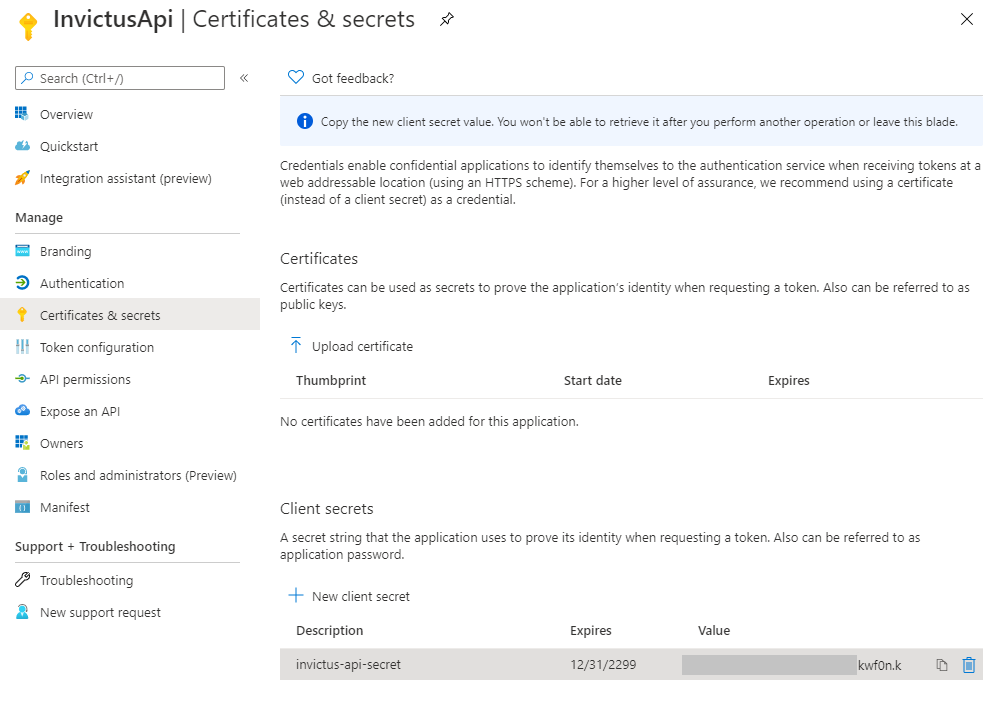 InvictusApi | Certificates & secrets
Search (Ctrl+/)
«
Overview
Quickstart
Integration assistant (preview)
Manage
Branding
Authentication
Certificates & secrets
Token configuration
API permissions
Expose an API
Owners
Roles and administrators (Preview)
Manifest
Support + Troubleshooting
Troubleshooting
New support request
Got feedback?
Copy the new client secret value. You won't be able to retrieve it after you perform another operation or leave this blade.
Credentials enable confidential applications to identify themselves to the authentication service when receiving tokens at a
web addressable location (using an HTTPS scheme). For a higher level of assurance, we recommend using a certificate
(instead of a client secret) as a credential.
Certificates
Certificates can be used as secrets to prove the application's identity when requesting a token. Also can be referred to as
public keys.
Upload certificate
Thumbprint Start date Expires
No certificates have been added for this application.
Client secrets
A secret string that the application uses to prove its identity when requesting a token. Also can be referred to as
application password.
New client secret
Description Expires Value
invictus-api-secret 12/31/2299 kwf0n.k